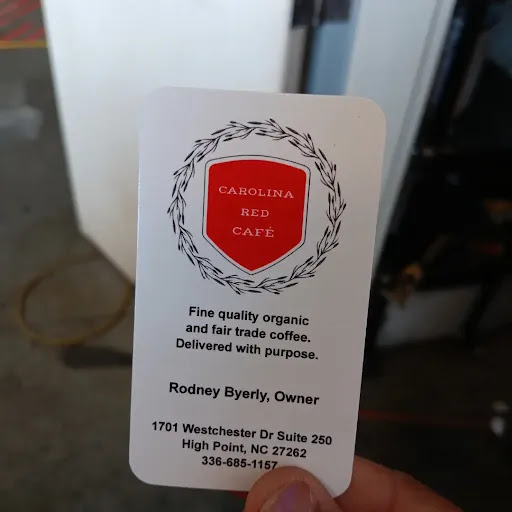 CAROLINA
RED
CAFÉ
Fine quality organic
and fair trade coffee.
Delivered with purpose.
Rodney Byerly, Owner
1701 Westchester Dr Suite 250
High Point, NC 27262
336-685-1157